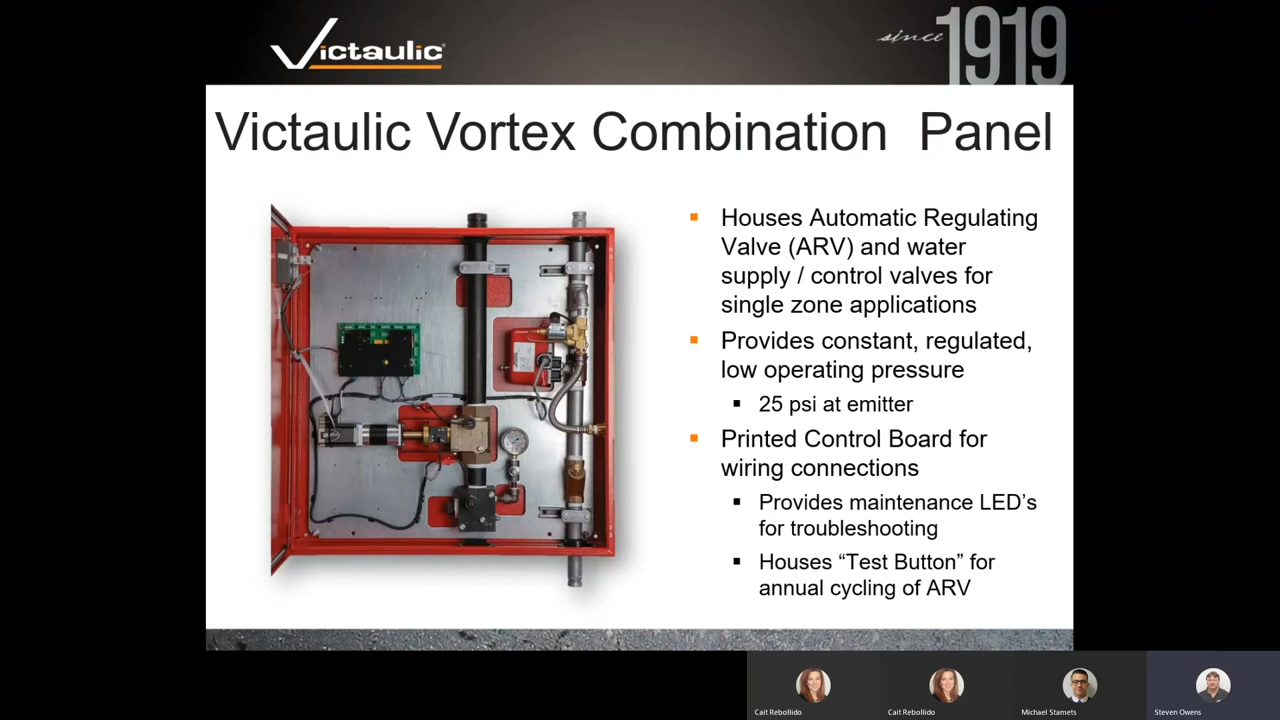 Victaulic
since 1919
Victaulic Vortex Combination Panel
Houses Automatic Regulating
Valve (ARV) and water
supply / control valves for
single zone applications
Provides constant, regulated,
low operating pressure
25 psi at emitter
Printed Control Board for
wiring connections
Provides maintenance LED’s
for troubleshooting
Houses “Test Button” for
annual cycling of ARV
Cait Rebollido
Cait Rebollido
Michael Stamets
Steven Owens